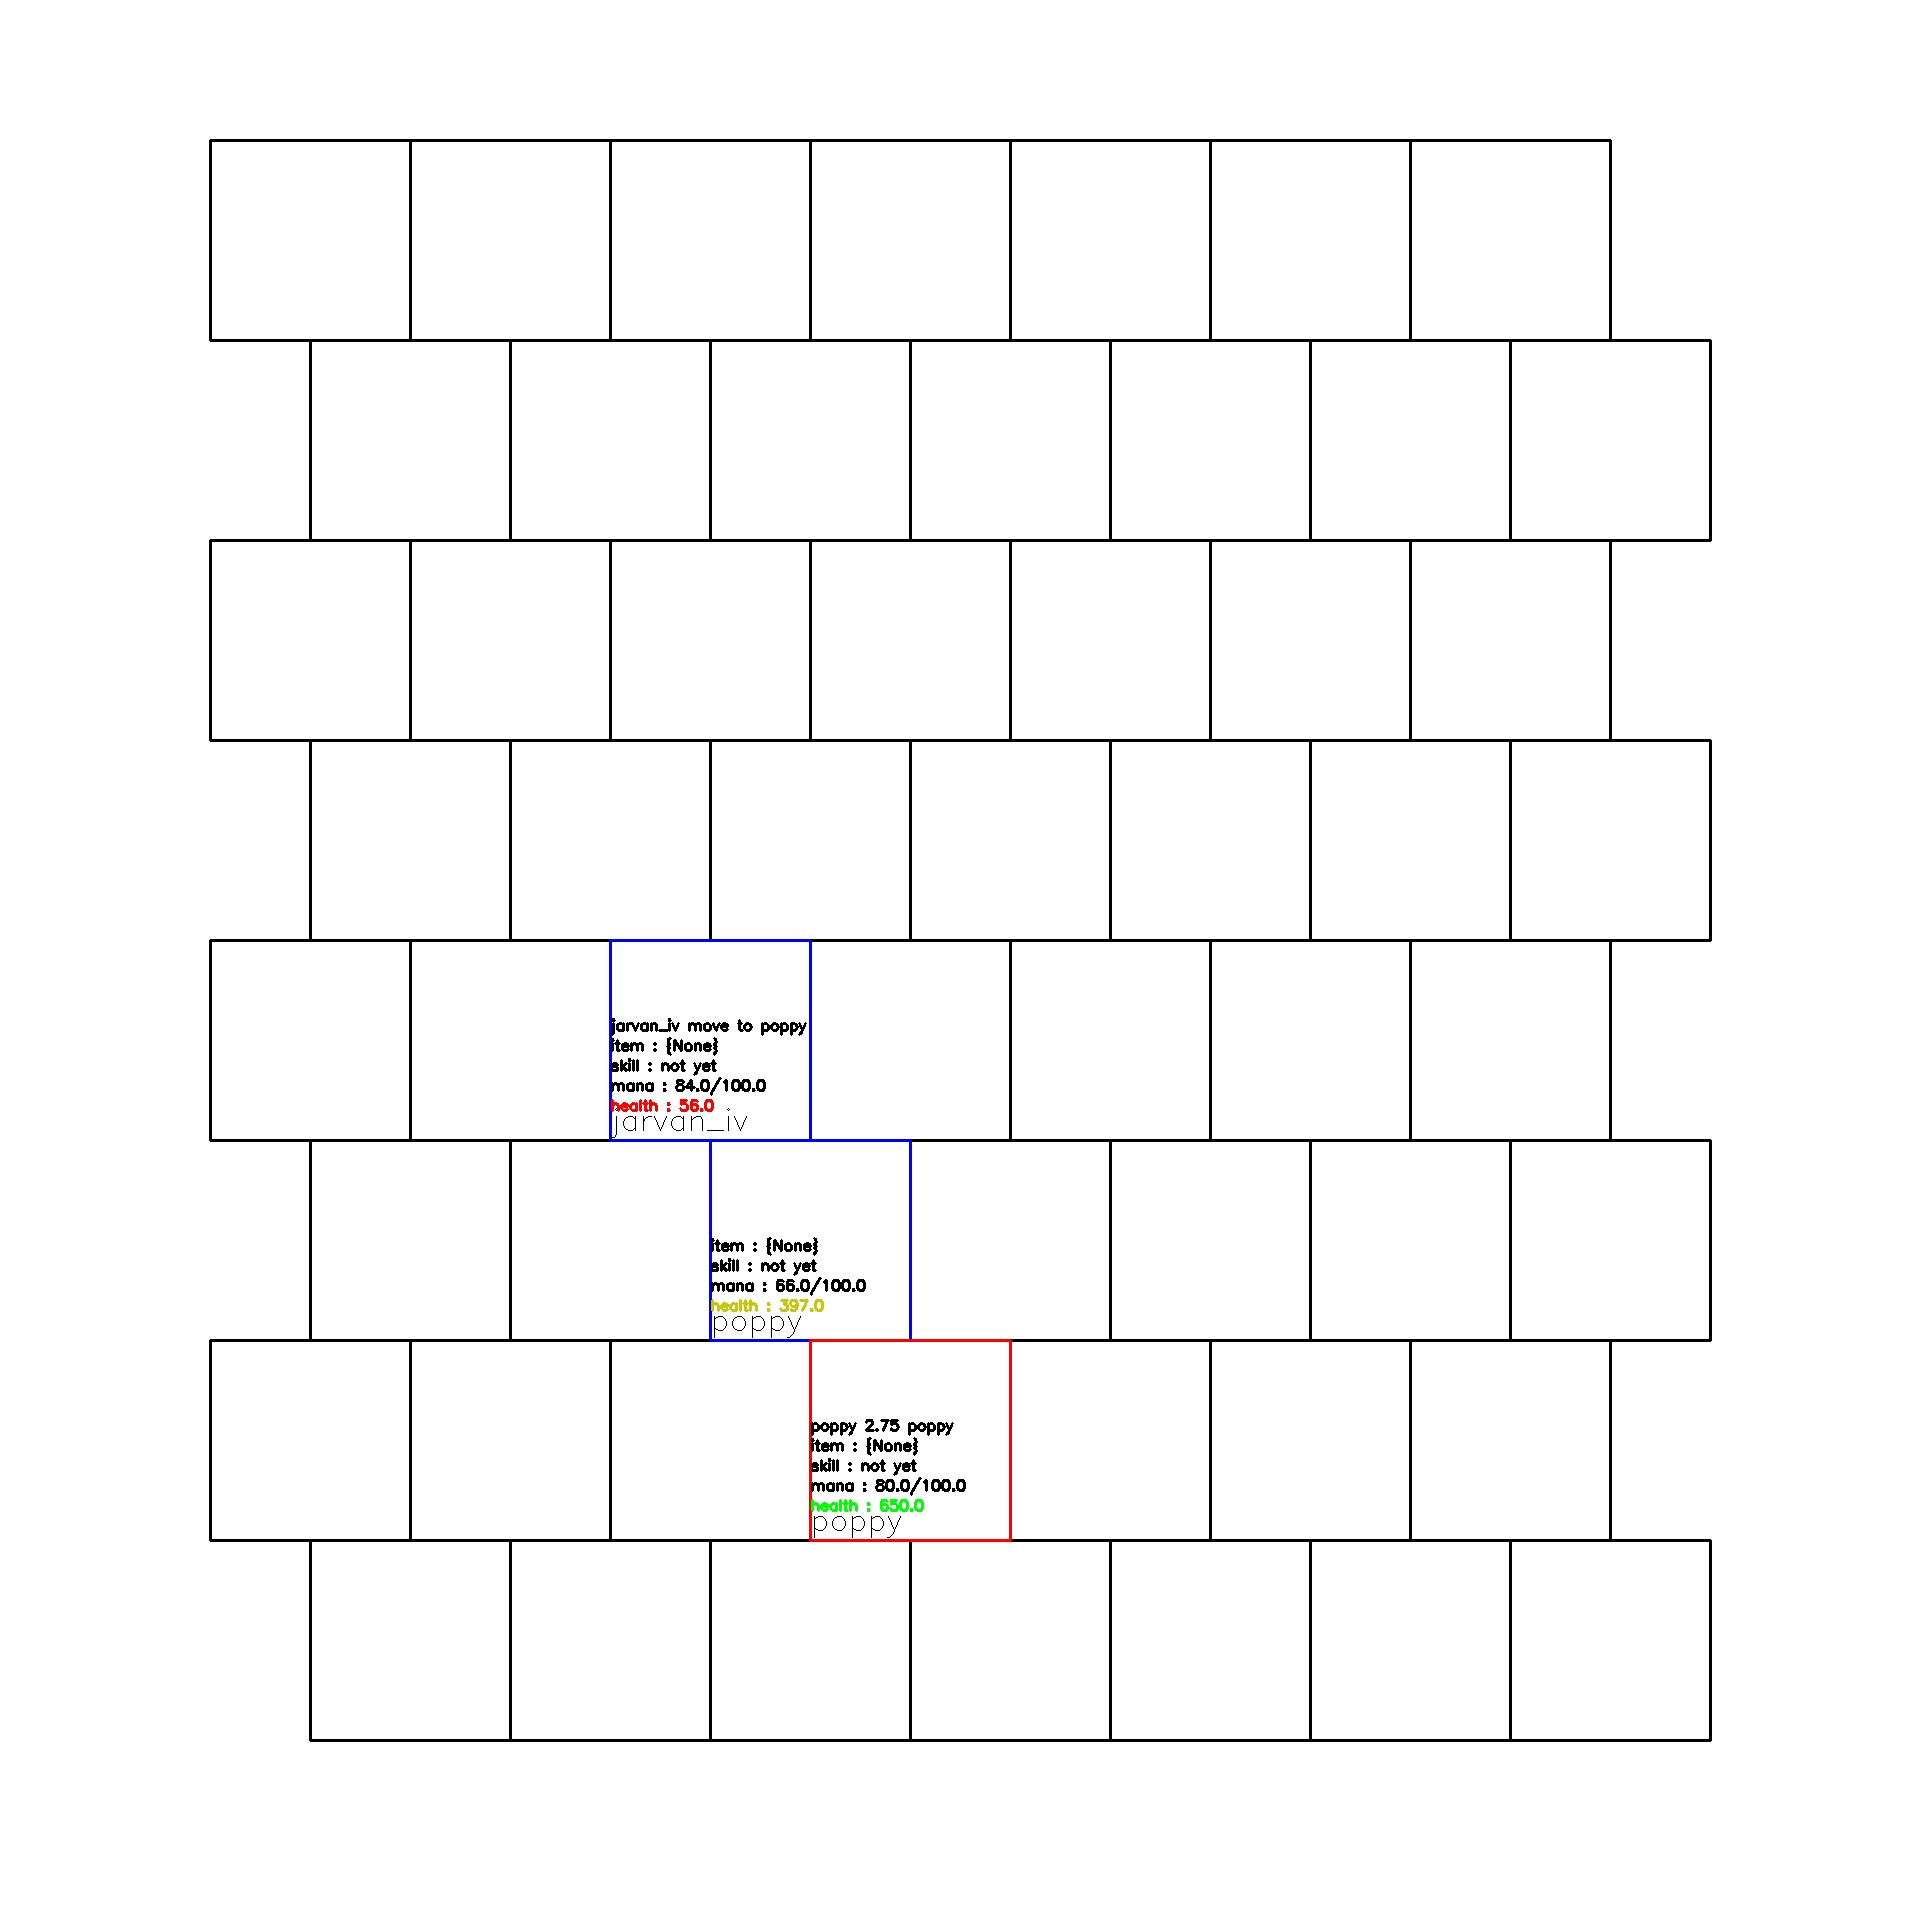 jarvan_iv move to poppy
item : {None}
skill : not yet
mana : 84.0/100.0
health : 56.0
jarvan_iv
item : {None}
skill : not yet
mana : 66.0/100.0
health : 397.0
poppy
poppy 2.75 poppy
item : {None}
skill : not yet
mana : 80.0/100.0
health : 650.0
poppy